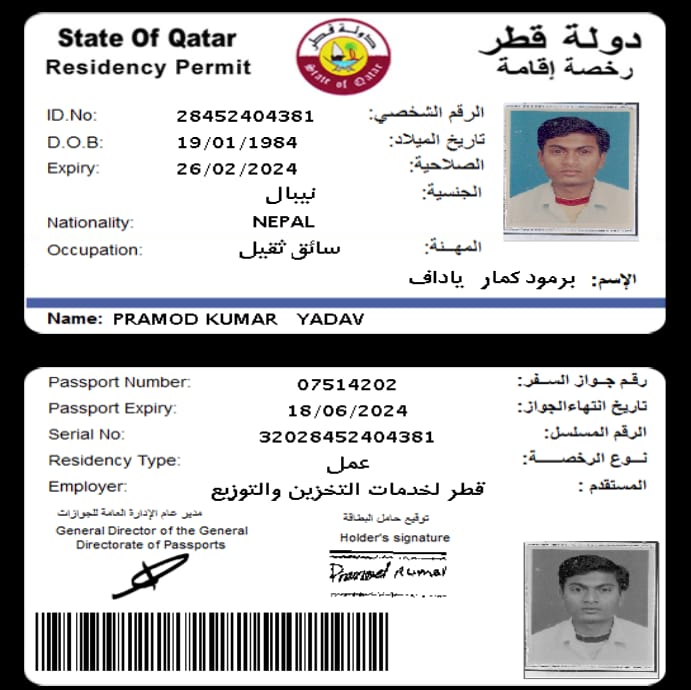 State Of Qatar
دولة قطر
Residency Permit
رخصة إقامة
دولة قطر
State of Qatar
ID.No: 28452404381 الرقم الشخصي:
D.O.B: 19/01/1984 تاريخ الميلاد:
Expiry: 26/02/2024 الصلاحية:
نيبال الجنسية:
Nationality: NEPAL
Occupation: سائق ثقيل المهنة:
الإسم: برمود كمار ياداف
Name: PRAMOD KUMAR YADAV
Passport Number: 07514202 رقم جواز السفر:
Passport Expiry: 18/06/2024 تاريخ انتهاء الجواز:
Serial No: 32028452404381 الرقم المسلسل:
Residency Type: عمل نوع الرخصة:
Employer: قطر لخدمات التخزين والتوزيع المستقدم :
مدير عام الإدارة العامة للجوازات
General Director of the General
Directorate of Passports
توقيع حامل البطاقة
Holder's signature
Pramod Kumar